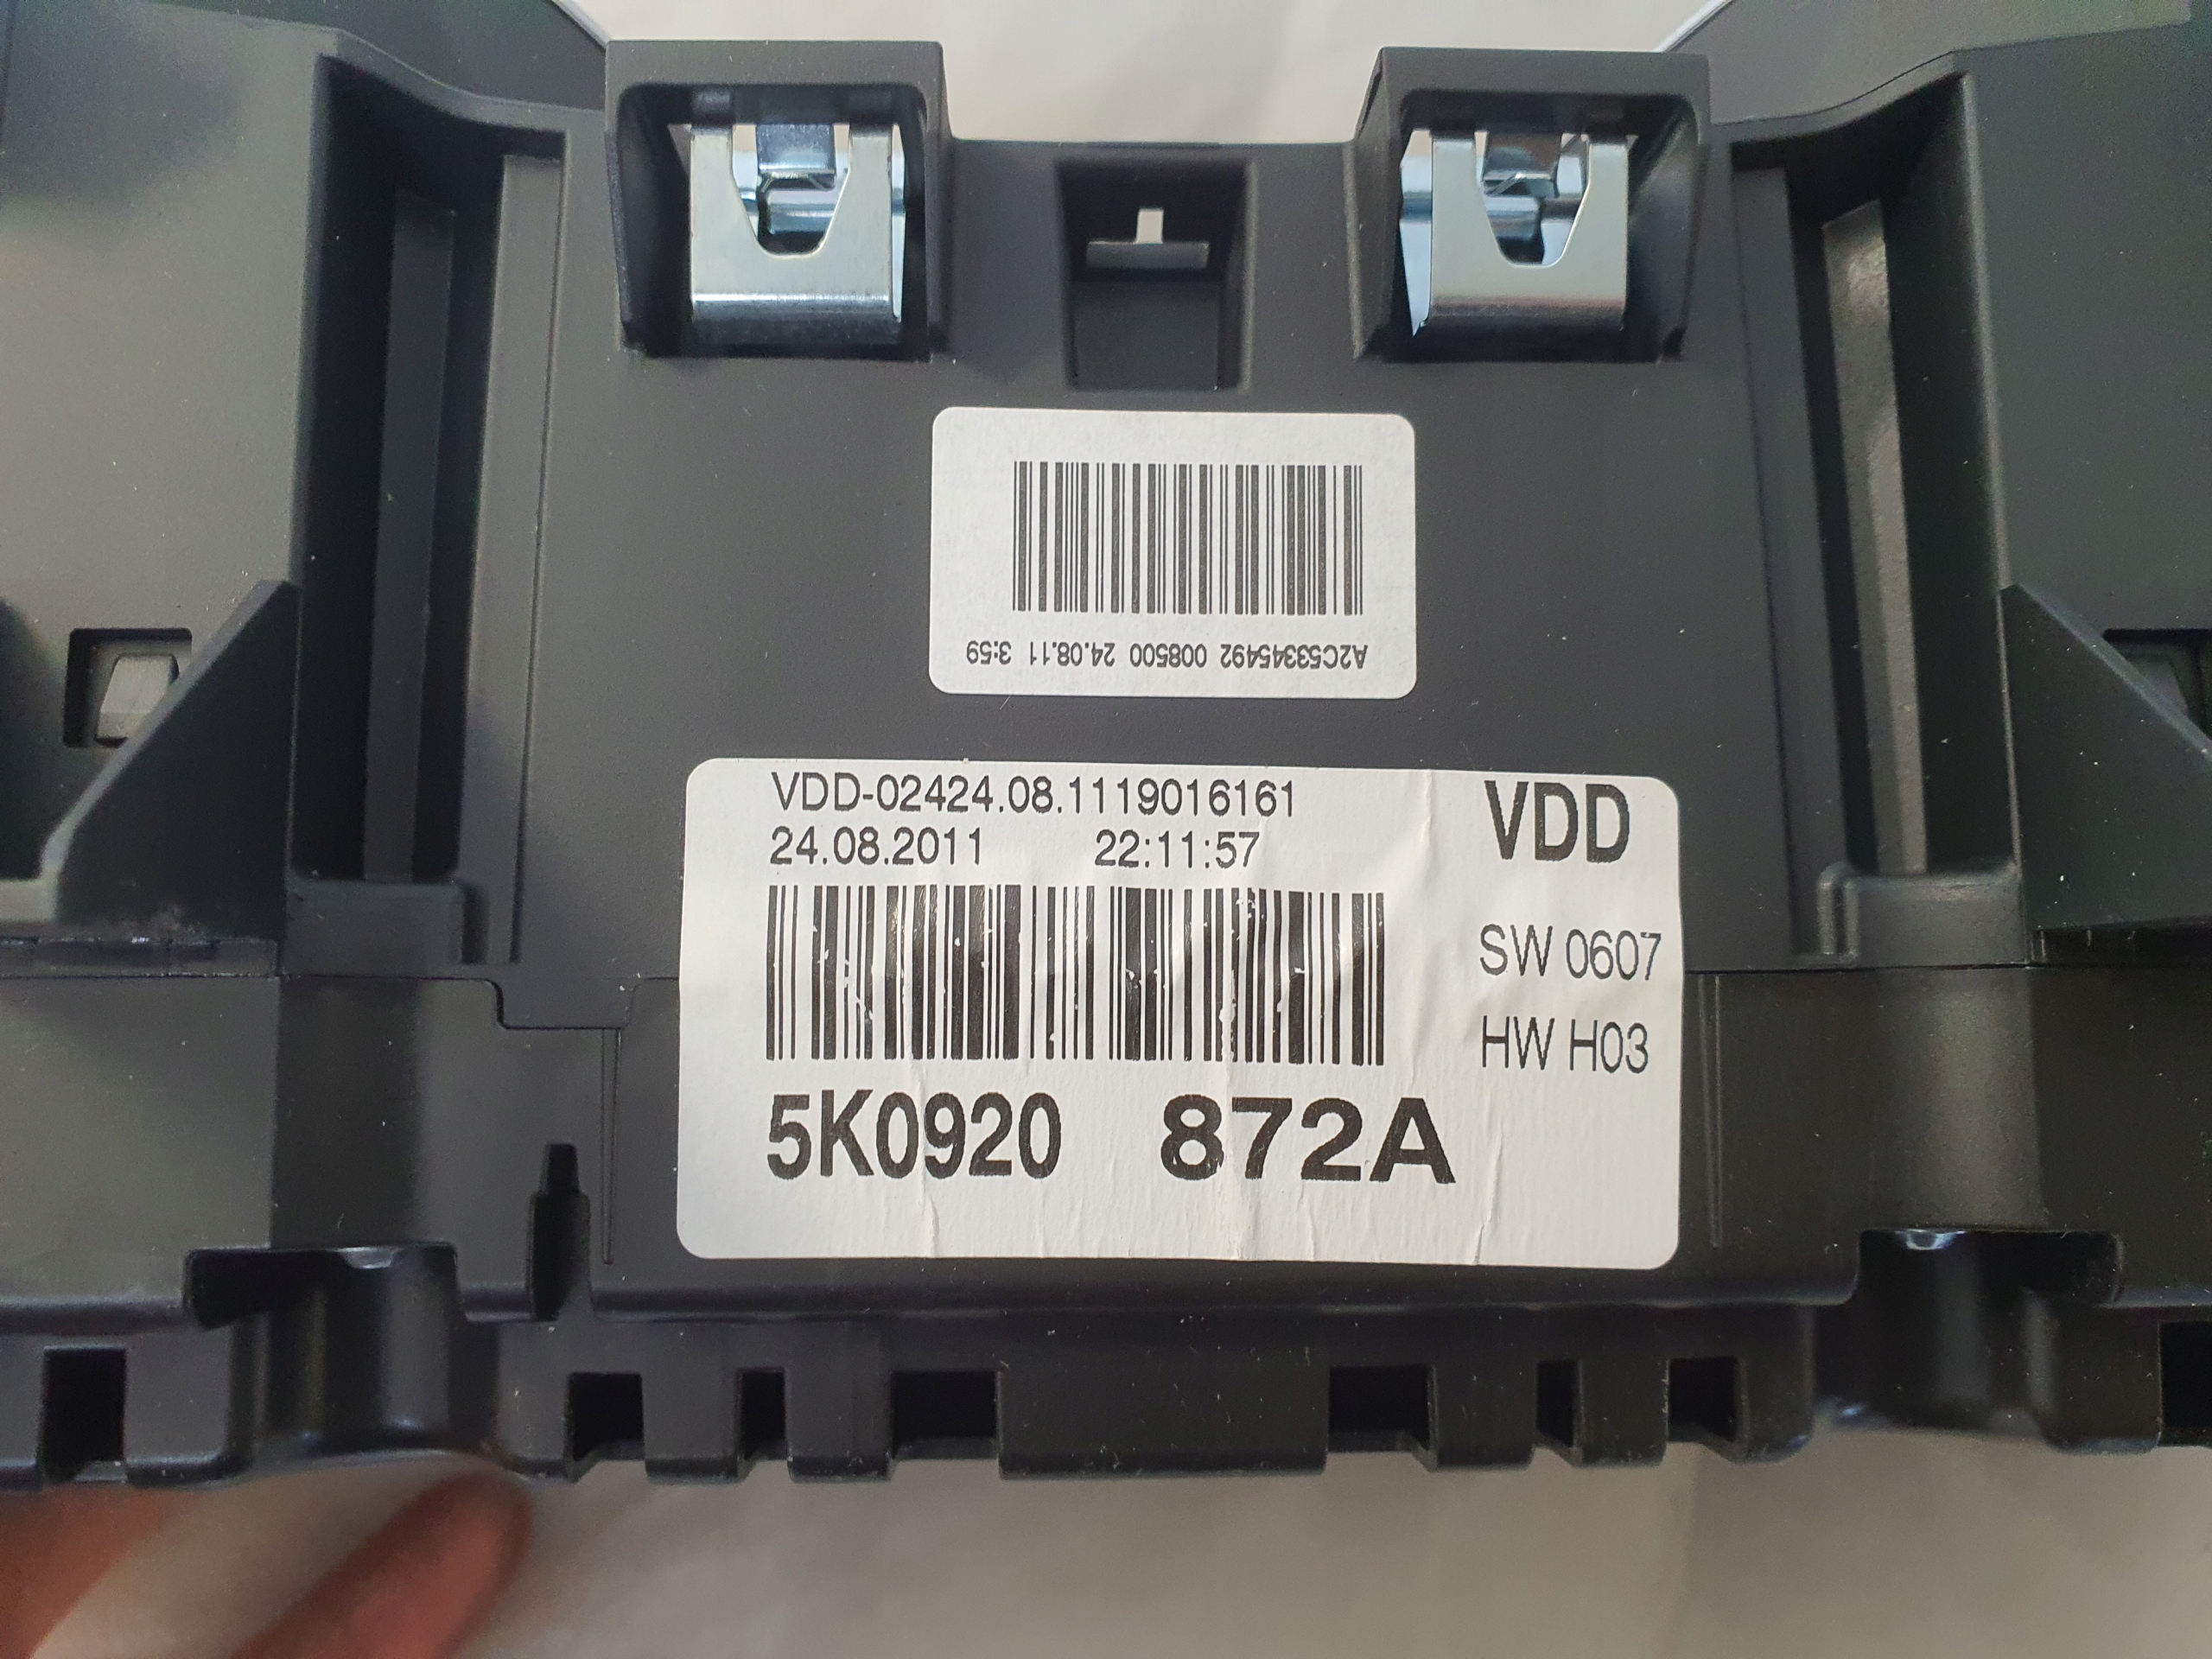 A2C53345492 008500 24.08.11 3:59
VDD-02424.08.1119016161
24.08.2011 22:11:57
VDD
SW 0607
HW H03
5K0920 872A